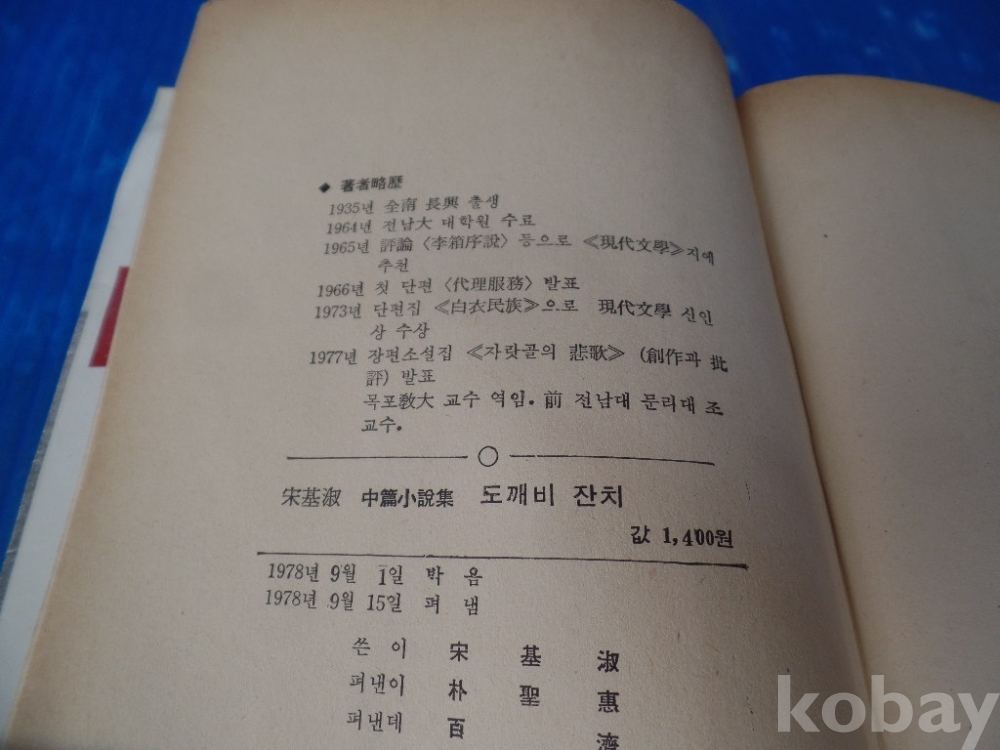 ◆ 著者略歷
1935년 全南 長興 출생
1964년 전남大 대학원 수료
1965년 評論 〈李箱序說〉 등으로 《現代文學》지에
추천
1966년 첫 단편 〈代理服務〉 발표
1973년 단편집 《白衣民族》으로 現代文學 신인
상 수상
1977년 장편소설집 《자랏골의 悲歌》 (創作과 批
評) 발표
목포敎大 교수 역임. 前 전남대 문리대 조
교수.
宋基淑 中篇小說集 도깨비 잔치
값 1,400원
1978년 9월 1일 박음
1978년 9월 15일 펴냄
쓴이 宋基淑
펴낸이 朴聖惠
펴낸데 百濟
kobay